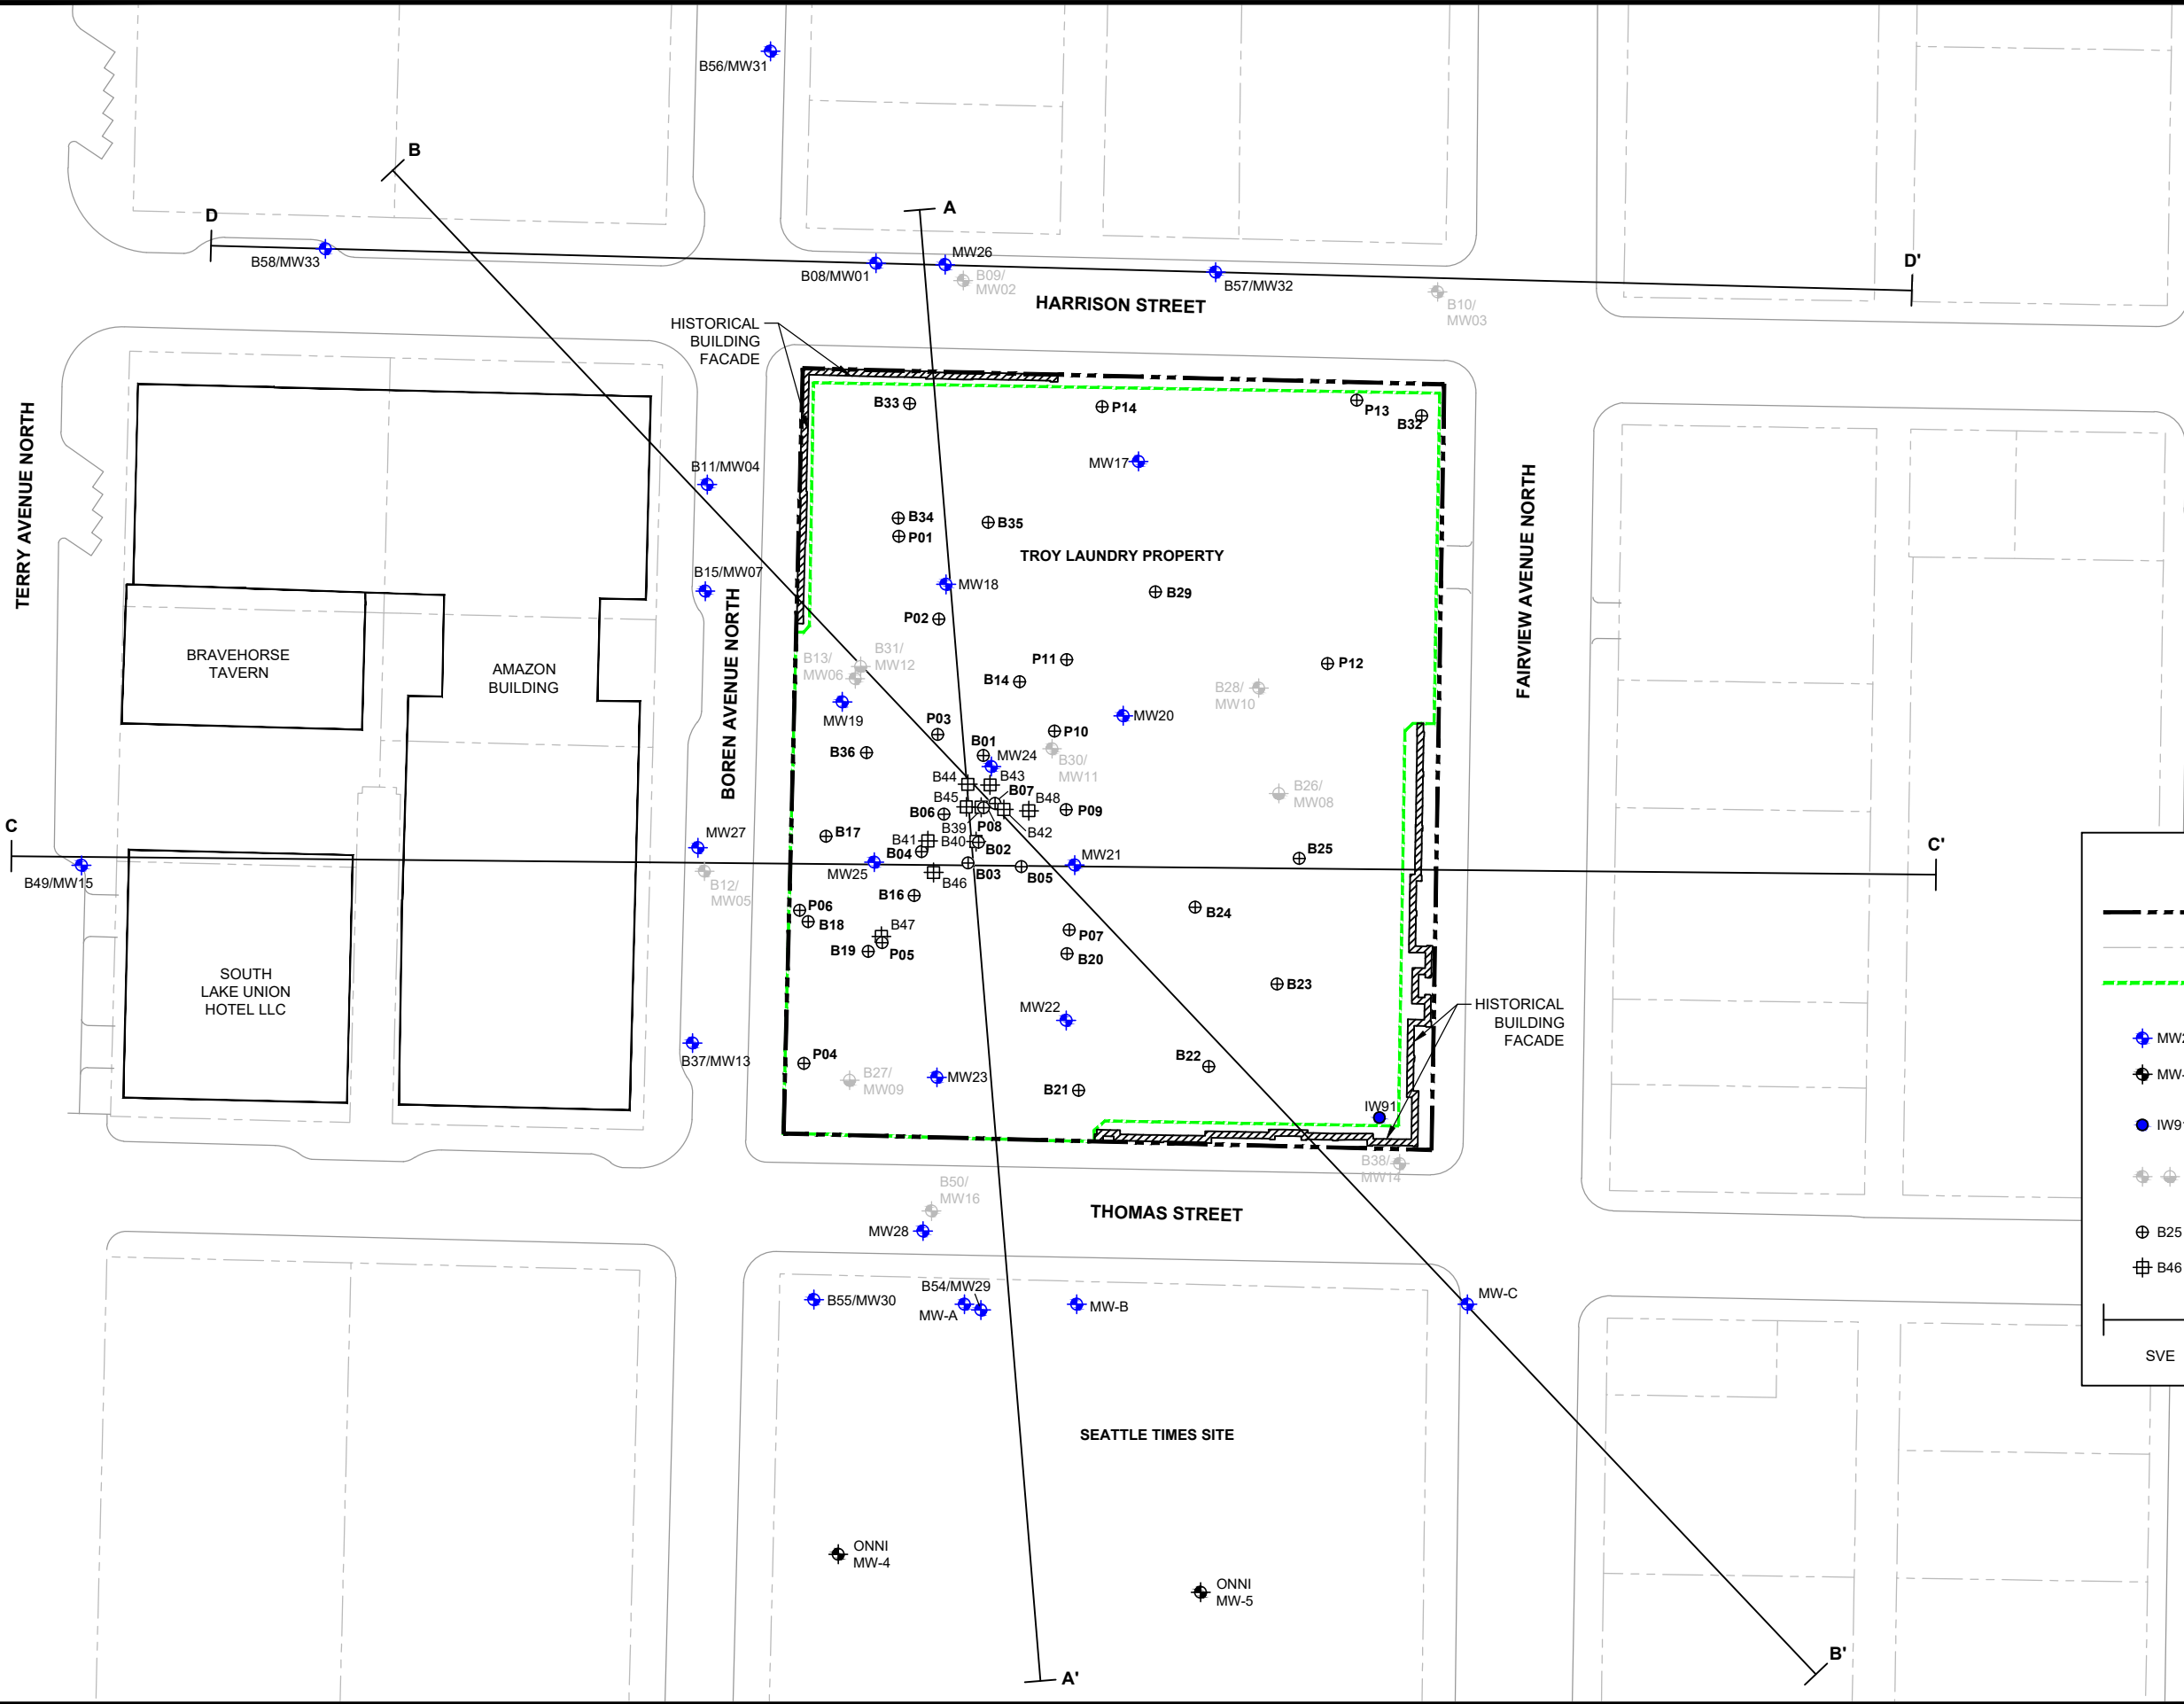 B56/MW31
B
A
D
B58/MW33
B08/MW01
MW26
B09/
MW02
B57/MW32
D'
HARRISON STREET
B10/
MW03
HISTORICAL
BUILDING
FACADE
TERRY AVENUE NORTH
B33
P14
P13
B32
B11/MW04
MW17
B34
P01
B35
TROY LAUNDRY PROPERTY
FAIRVIEW AVENUE NORTH
B15/MW07
MW18
B29
P02
BOREN AVENUE NORTH
BRAVEHORSE
TAVERN
AMAZON
BUILDING
B13/
MW06
B31/
MW12
P11
B14
P12
B28/
MW10
MW19
MW20
P03
P10
B36
B01
MW24
B30/
MW11
B44
B43
B07
B26/
MW08
B45
B48
B06
P09
B39
P08
B42
C
MW27
B17
B41
B40
B04
B02
MW21
B25
C'
B49/MW15
B12/
MW05
MW25
B46
B03
B05
B16
P06
B18
B24
B47
B19
P05
P07
B20
SOUTH
LAKE UNION
HOTEL LLC
B23
MW22
HISTORICAL
BUILDING
FACADE
B37/MW13
P04
B27/
MW09
MW23
B22
B21
IW91
B38/
MW14
B50/
MW16
THOMAS STREET
MW28
B55/MW30
B54/MW29
MW-A
MW-B
MW-C
SEATTLE TIMES SITE
ONNI
MW-4
ONNI
MW-5
A'
B'
B25
B46
SVE